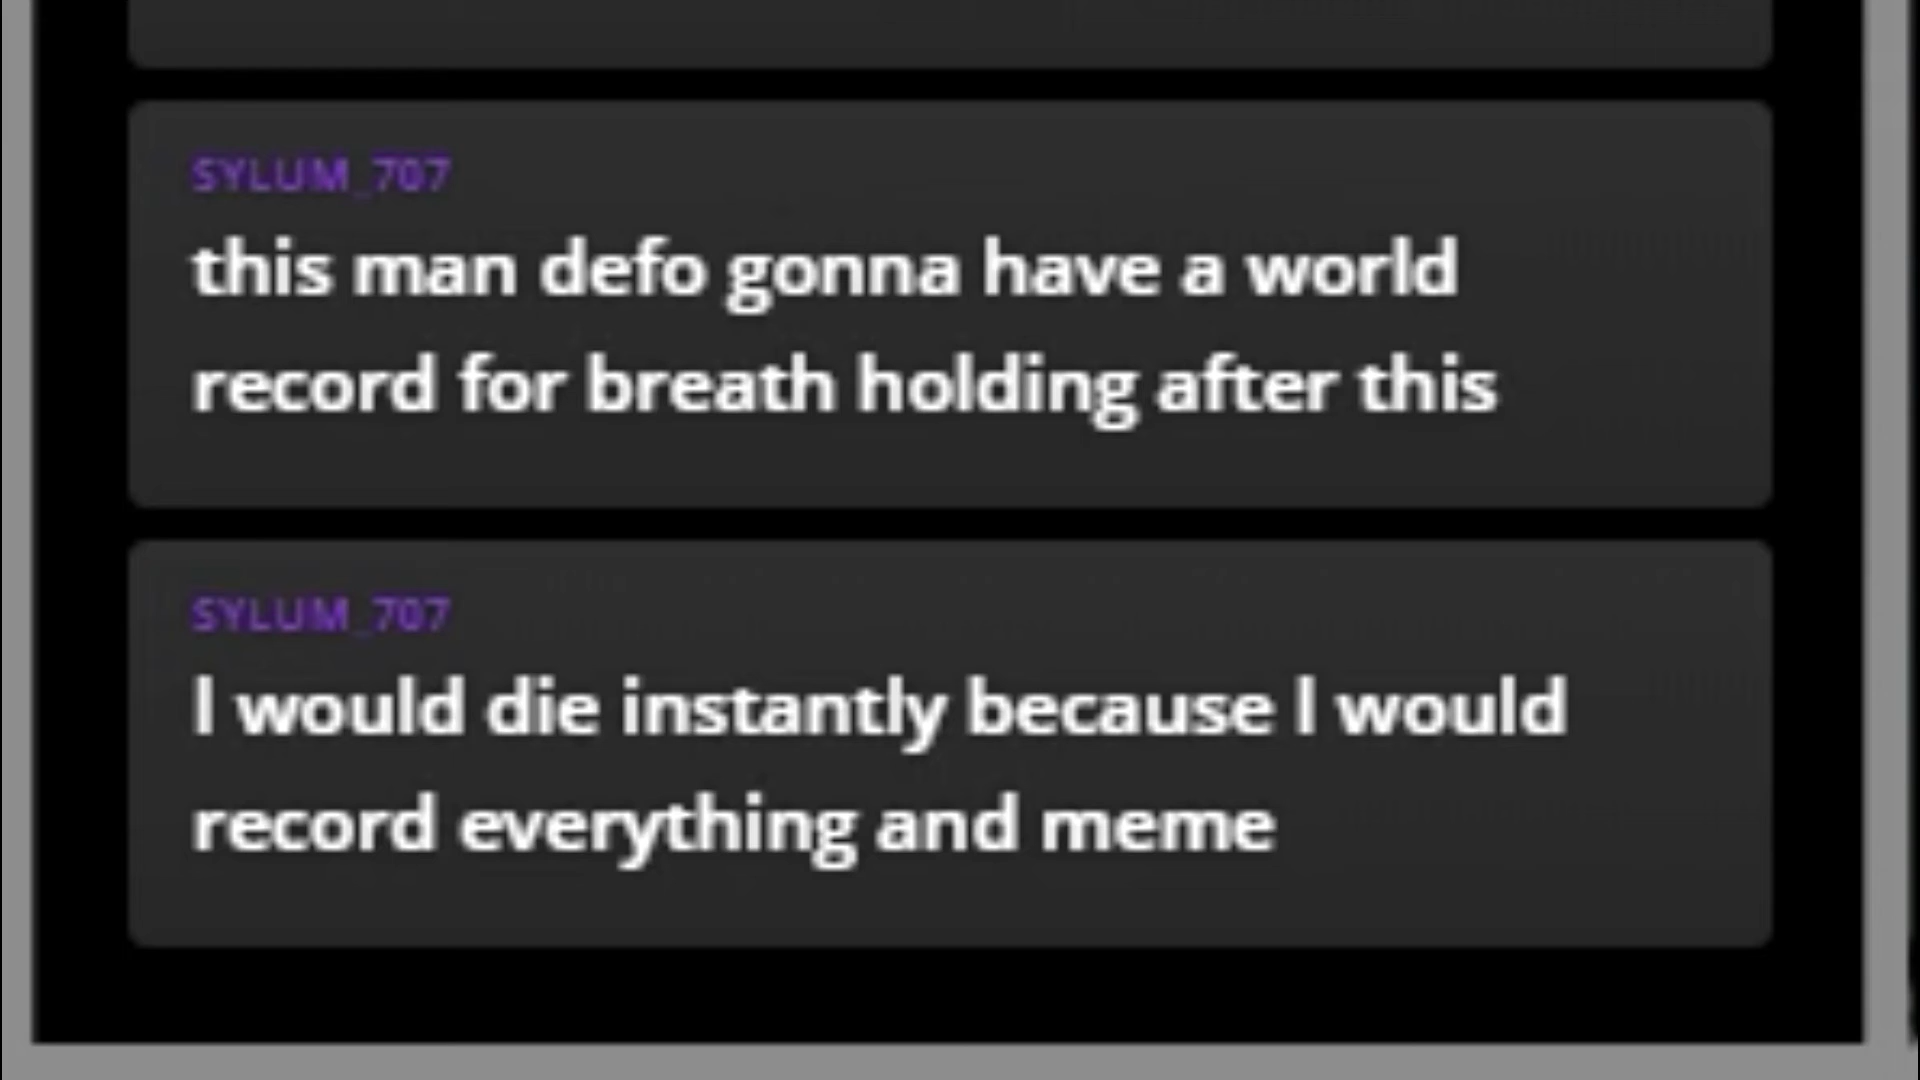 SYLUM_707
this man defo gonna have a world
record for breath holding after this
SYLUM_707
I would die instantly because I would
record everything and meme